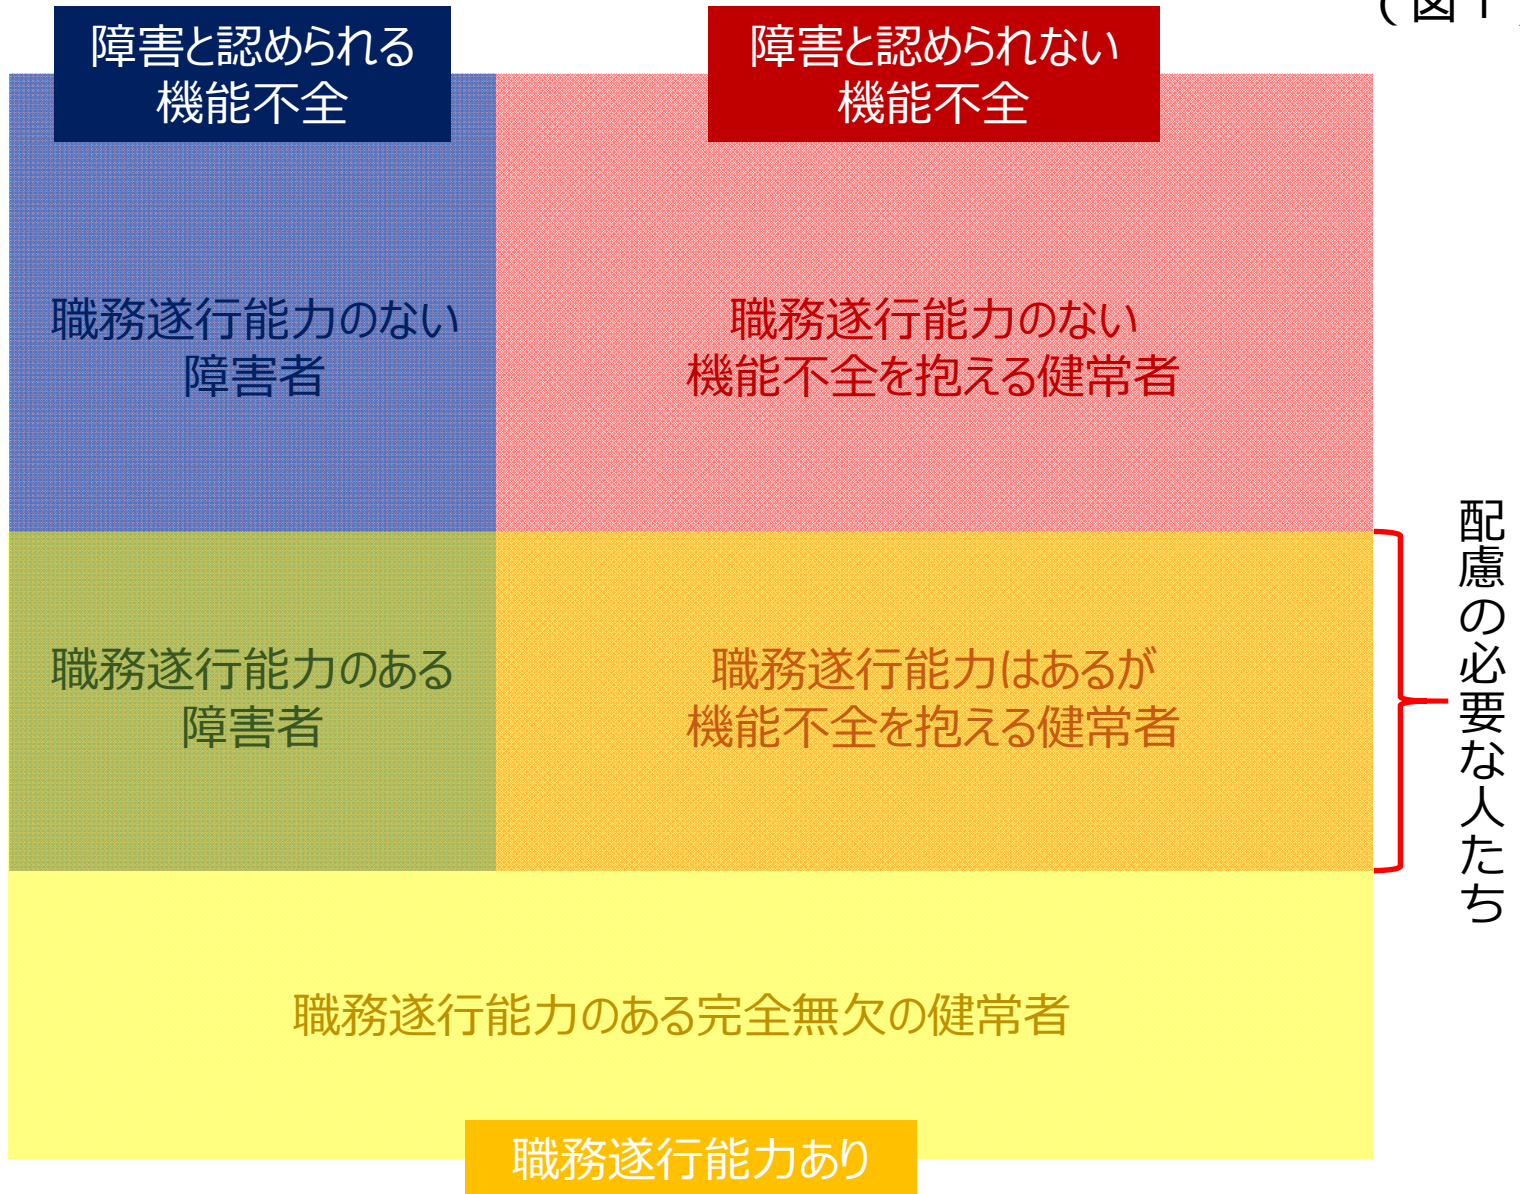 (図1)
障害と認められる
機能不全
障害と認められない
機能不全
職務遂行能力のない
障害者
職務遂行能力のない
機能不全を抱える健常者
職務遂行能力のある
障害者
職務遂行能力はあるが
機能不全を抱える健常者
配慮の必要な人たち
職務遂行能力のある完全無欠の健常者
職務遂行能力あり